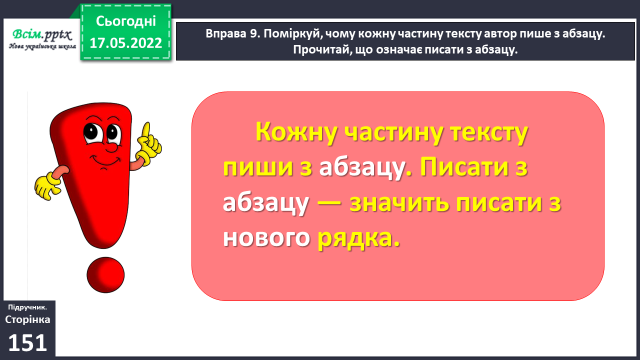 Всім.pptx
Нова українська школа
Сьогодні
17.05.2022
Вправа 9. Поміркуй, чому кожну частину тексту автор пише з абзацу.
Прочитай, що означає писати з абзацу.
Кожну частину тексту
пиши з абзацу. Писати з
абзацу — значить писати з
нового рядка.
Підручник.
Сторінка
151